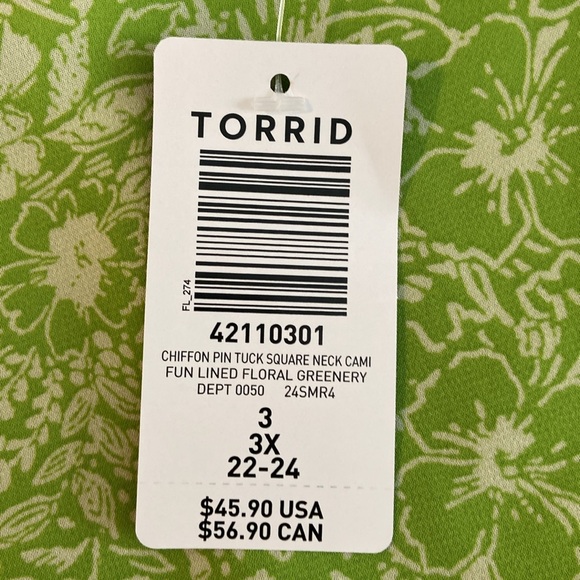 TORRID
FL_274
42110301
CHIFFON PIN TUCK SQUARE NECK CAMI
FUN LINED FLORAL GREENERY
DEPT 0050 24SMR4
3
3X
22-24
$45.90 USA
$56.90 CAN